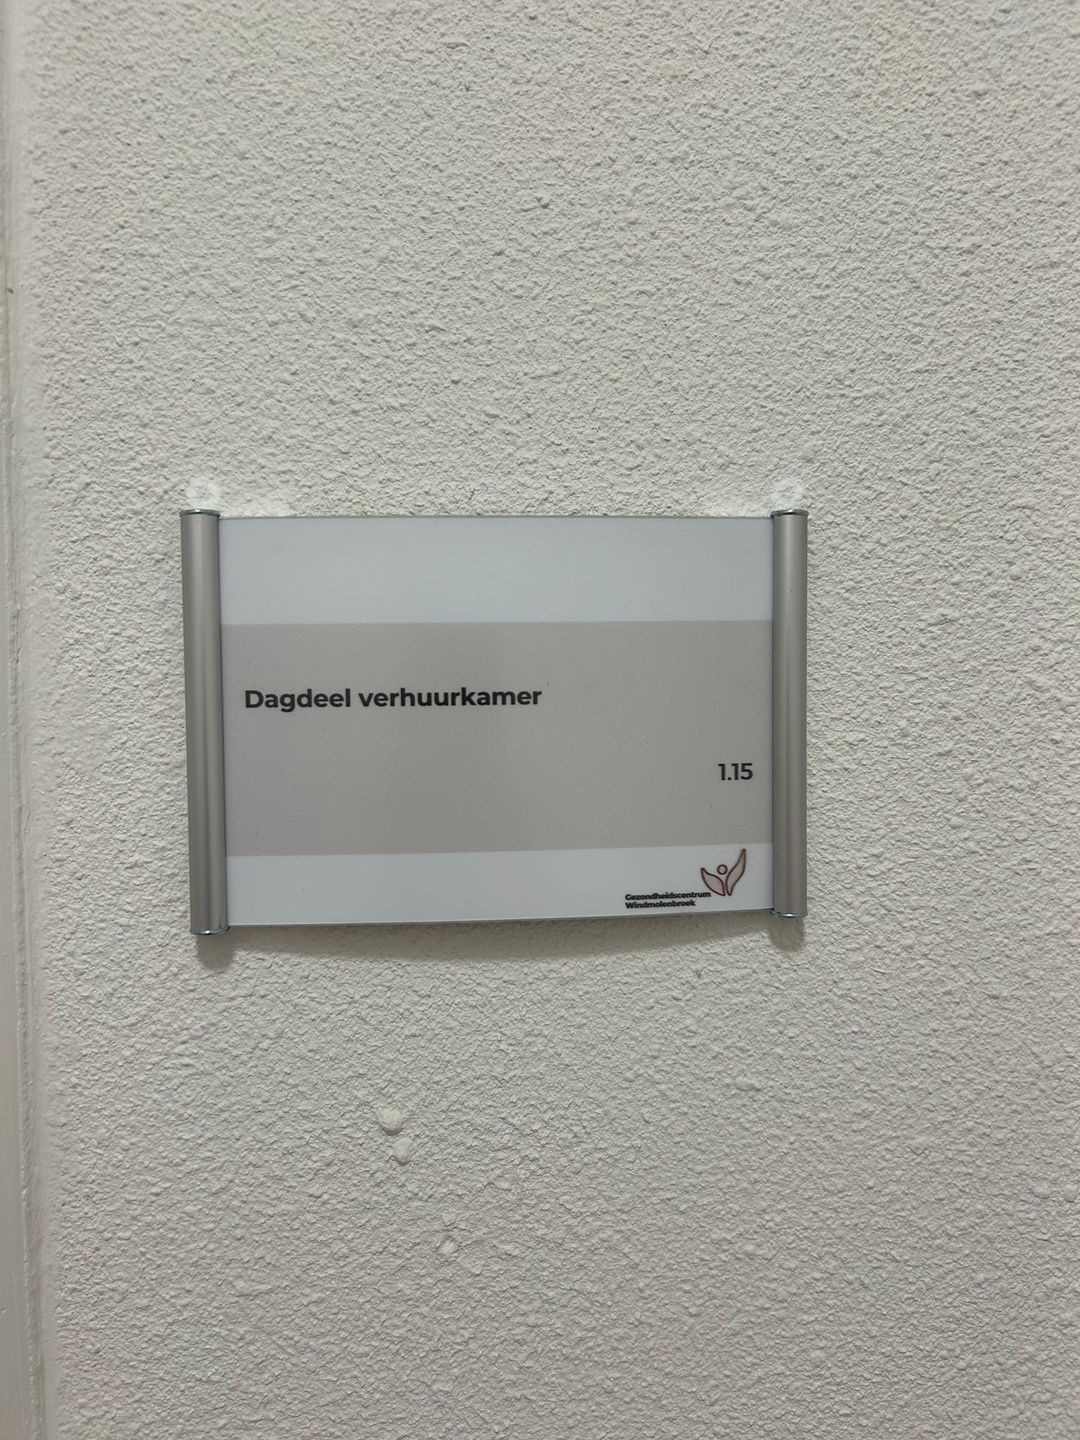 Dagdeel verhuurkamer
1.15
Gezondheidscentrum
Windmolenbroek